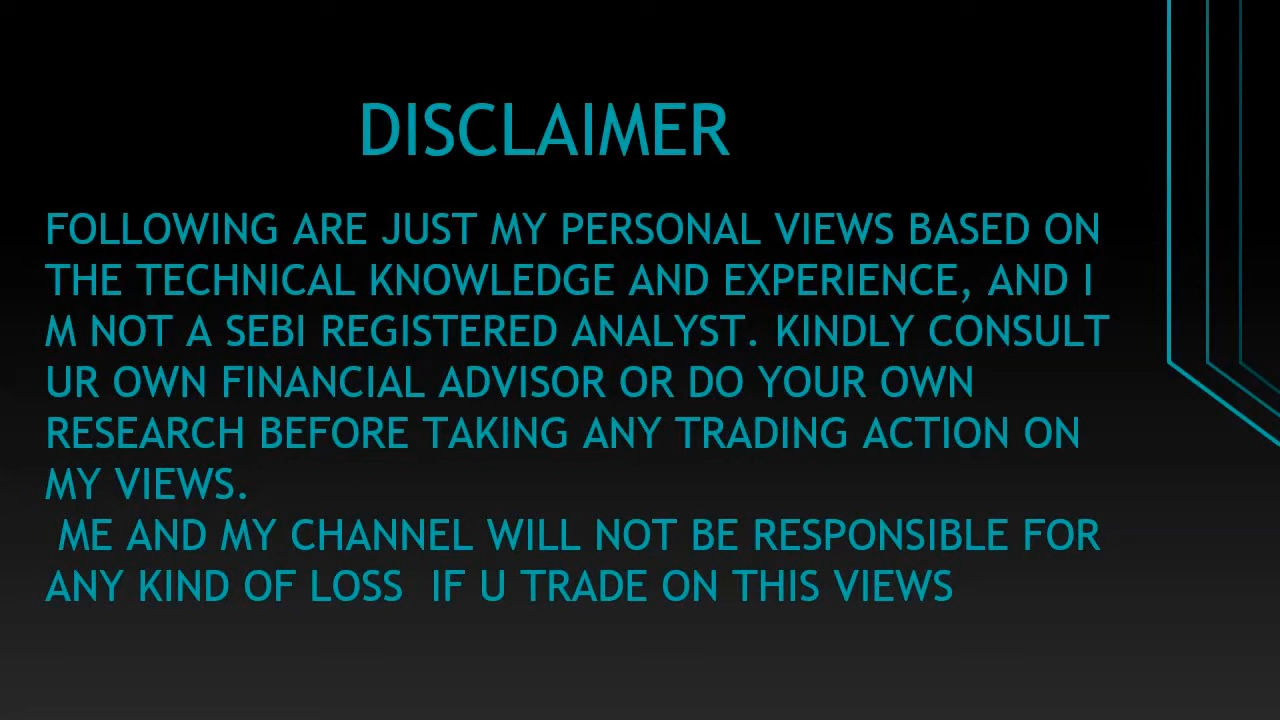 DISCLAIMER
FOLLOWING ARE JUST MY PERSONAL VIEWS BASED ON
THE TECHNICAL KNOWLEDGE AND EXPERIENCE, AND I
M NOT A SEBI REGISTERED ANALYST. KINDLY CONSULT
UR OWN FINANCIAL ADVISOR OR DO YOUR OWN
RESEARCH BEFORE TAKING ANY TRADING ACTION ON
MY VIEWS.
ME AND MY CHANNEL WILL NOT BE RESPONSIBLE FOR
ANY KIND OF LOSS  IF U TRADE ON THIS VIEWS